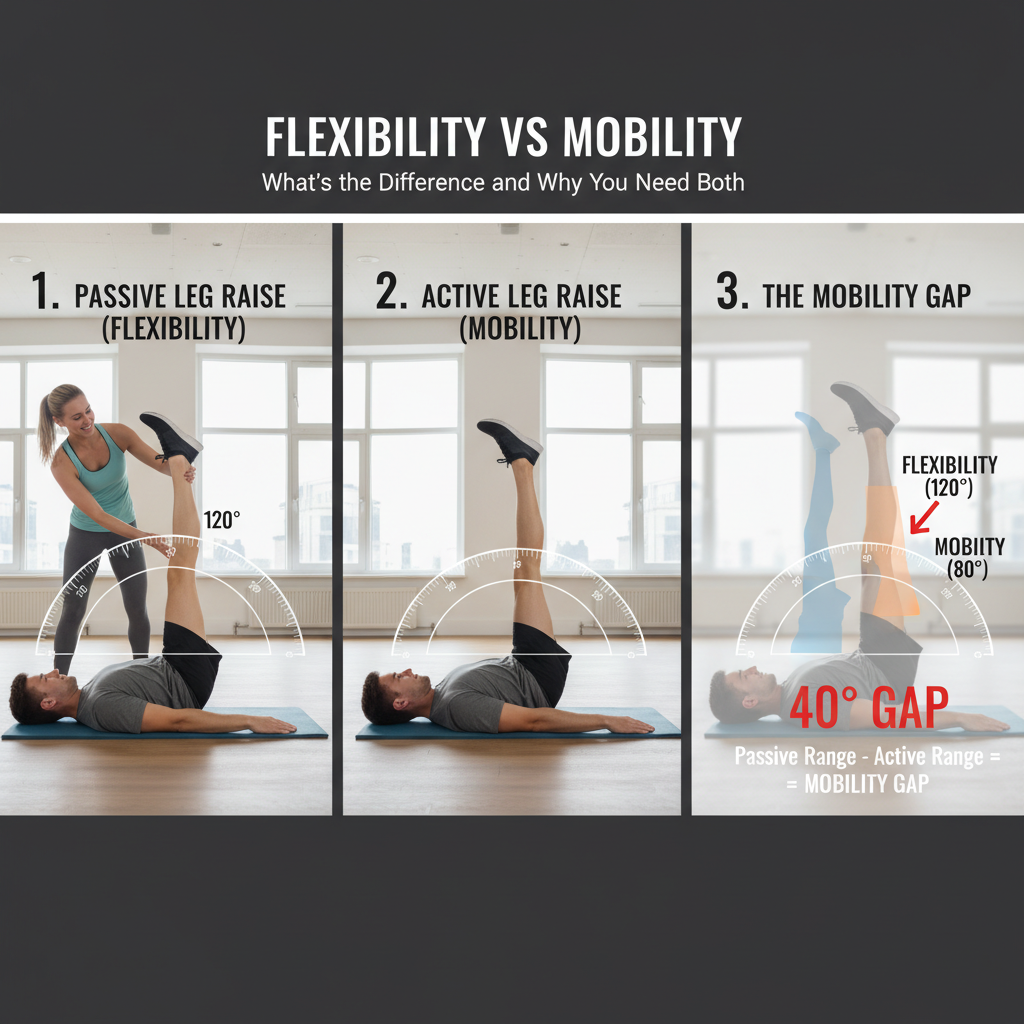 FLEXIBILITY VS MOBILITY
What's the Difference and Why You Need Both
1. PASSIVE LEG RAISE
(FLEXIBILITY)
120°
2. ACTIVE LEG RAISE
(MOBILITY)
3. THE MOBILITY GAP
FLEXIBILITY
(120°)
MOBIITY
(80°)
40° GAP
Passive Range - Active Range =
= MOBILITY GAP